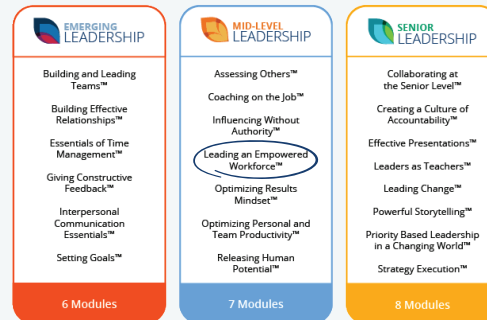 EMERGING
LEADERSHIP
Building and Leading
Teams™
Building Effective
Relationships™
Essentials of Time
Management™
Giving Constructive
Feedback™
Interpersonal
Communication
Essentials™
Setting Goals™
6 Modules
MID-LEVEL
LEADERSHIP
Assessing Others™
Coaching on the Job™
Influencing Without
Authority™
Leading an Empowered
Workforce™
Optimizing Results
Mindset™
Optimizing Personal and
Team Productivity™
Releasing Human
Potential™
7 Modules
SENIOR
LEADERSHIP
Collaborating at
the Senior Level™
Creating a Culture of
Accountability™
Effective Presentations™
Leaders as Teachers™
Leading Change™
Powerful Storytelling™
Priority Based Leadership
in a Changing World™
Strategy Execution™
8 Modules